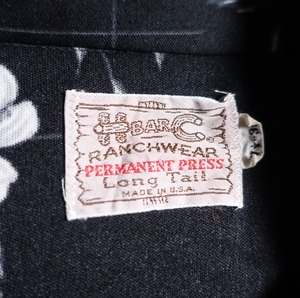 H BAR C
RANCHWEAR
PERMANENT PRESS
Long Tail
MADE IN U.S.A.